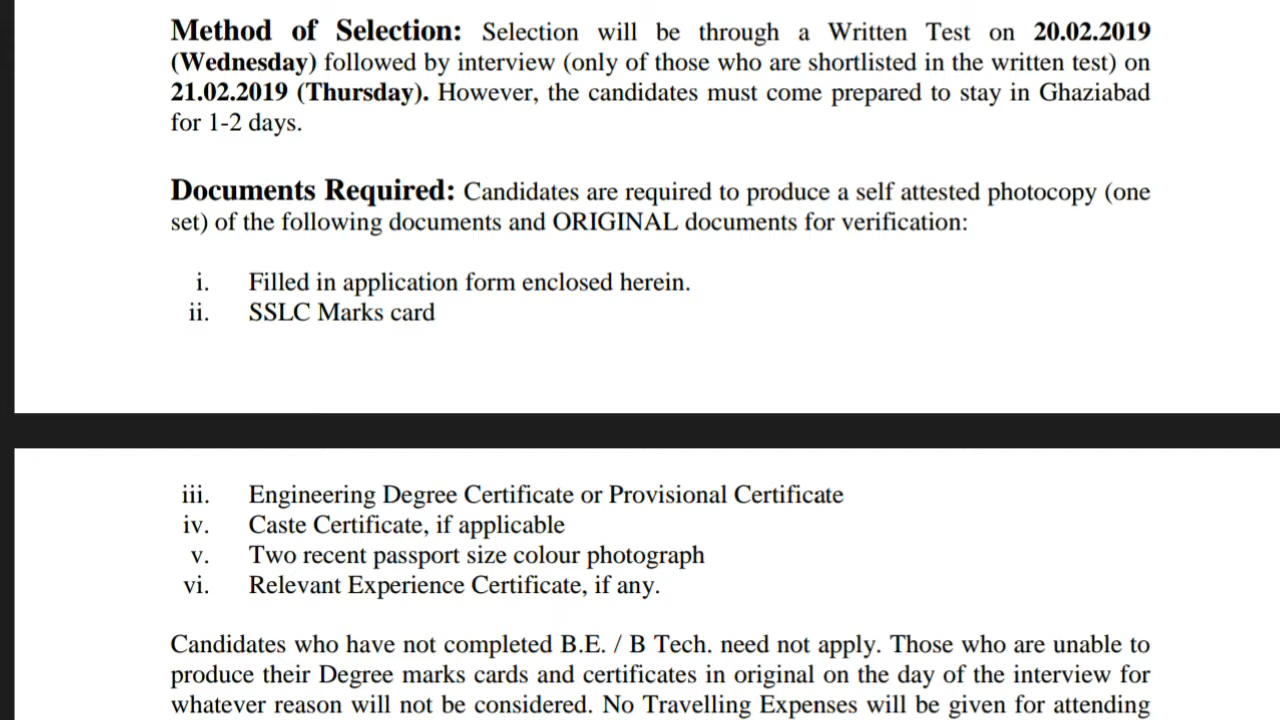 Method of Selection: Selection will be through a Written Test on 20.02.2019
(Wednesday) followed by interview (only of those who are shortlisted in the written test) on
21.02.2019 (Thursday). However, the candidates must come prepared to stay in Ghaziabad
for 1-2 days.
Documents Required: Candidates are required to produce a self attested photocopy (one
set) of the following documents and ORIGINAL documents for verification:
i. Filled in application form enclosed herein.
ii. SSLC Marks card
iii. Engineering Degree Certificate or Provisional Certificate
iv. Caste Certificate, if applicable
v. Two recent passport size colour photograph
vi. Relevant Experience Certificate, if any.
Candidates who have not completed B.E. / B Tech. need not apply. Those who are unable to
produce their Degree marks cards and certificates in original on the day of the interview for
whatever reason will not be considered. No Travelling Expenses will be given for attending